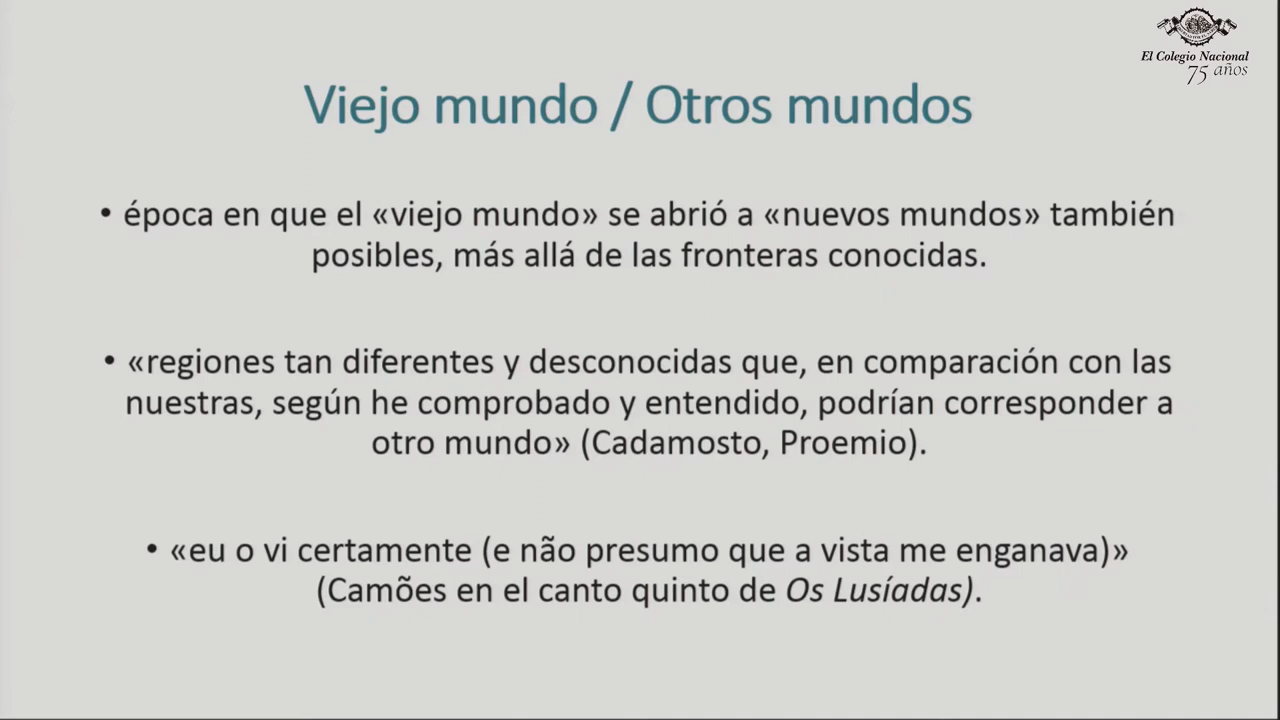 El Colegio Nacional
75 años
Viejo mundo / Otros mundos
• época en que el «viejo mundo» se abrió a «nuevos mundos» también
posibles, más allá de las fronteras conocidas.
• «regiones tan diferentes y desconocidas que, en comparación con las
nuestras, según he comprobado y entendido, podrían corresponder a
otro mundo» (Cadamosto, Proemio).
• «eu o vi certamente (e não presumo que a vista me enganava)»
(Camões en el canto quinto de Os Lusíadas).